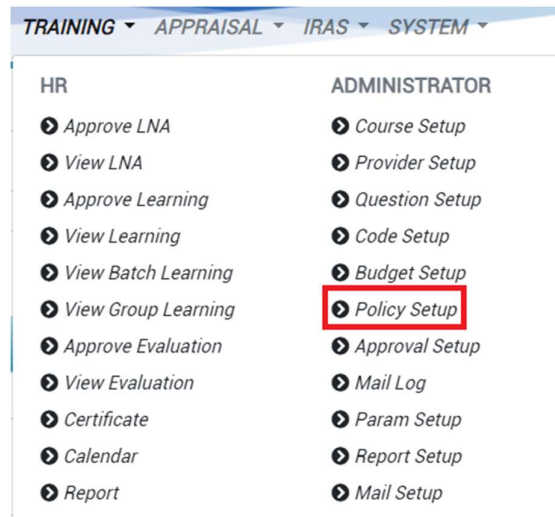 TRAINING APPRAISAL IRAS SYSTEM
HR
Approve LNA
View LNA
Approve Learning
View Learning
View Batch Learning
View Group Learning
Approve Evaluation
View Evaluation
Certificate
Calendar
Report
ADMINISTRATOR
Course Setup
Provider Setup
Question Setup
Code Setup
Budget Setup
Policy Setup
Approval Setup
Mail Log
Param Setup
Report Setup
Mail Setup